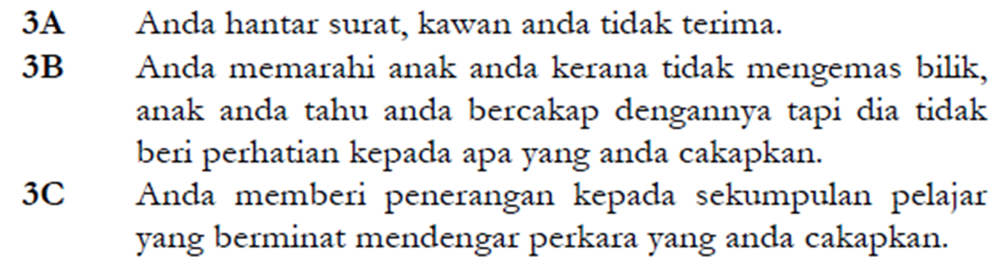 3A Anda hantar surat, kawan anda tidak terima.
3B Anda memarahi anak anda kerana tidak mengemas bilik,
anak anda tahu anda bercakap dengannya tapi dia tidak
beri perhatian kepada apa yang anda cakapkan.
3C Anda memberi penerangan kepada sekumpulan pelajar
yang berminat mendengar perkara yang anda cakapkan.